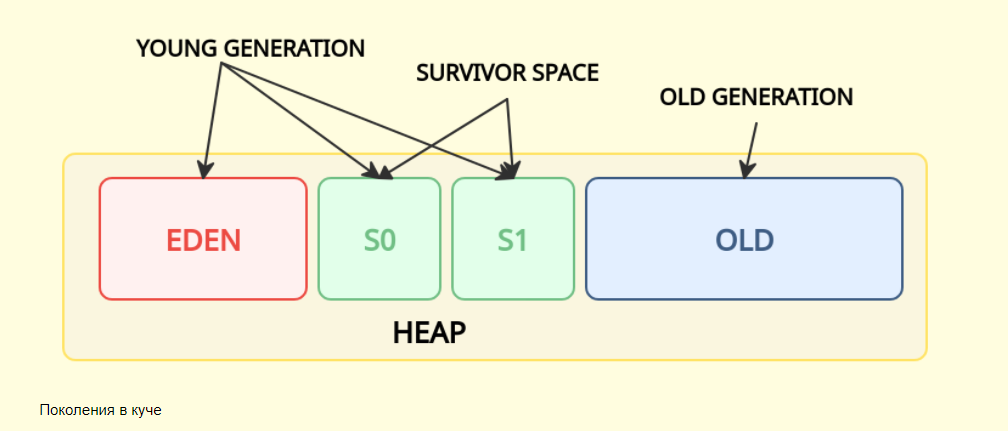 YOUNG GENERATION
SURVIVOR SPACE
OLD GENERATION
EDEN
S0
S1
OLD
HEAP
Поколения в куче